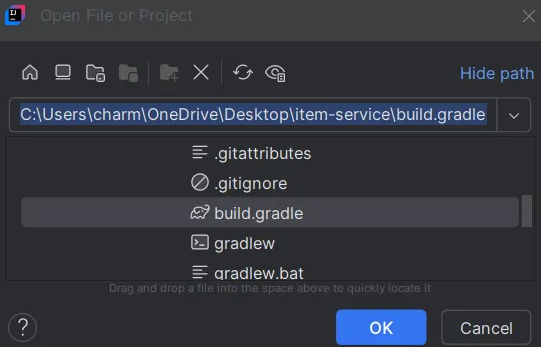 IJ
Open File or Project
Hide path
C:\Users\charm\OneDrive\Desktop\item-service\build.gradle
.gitattributes
.gitignore
build.gradle
gradlew
gradlew.bat
Drag and drop a file into the space above to quickly locate it
?
OK
Cancel